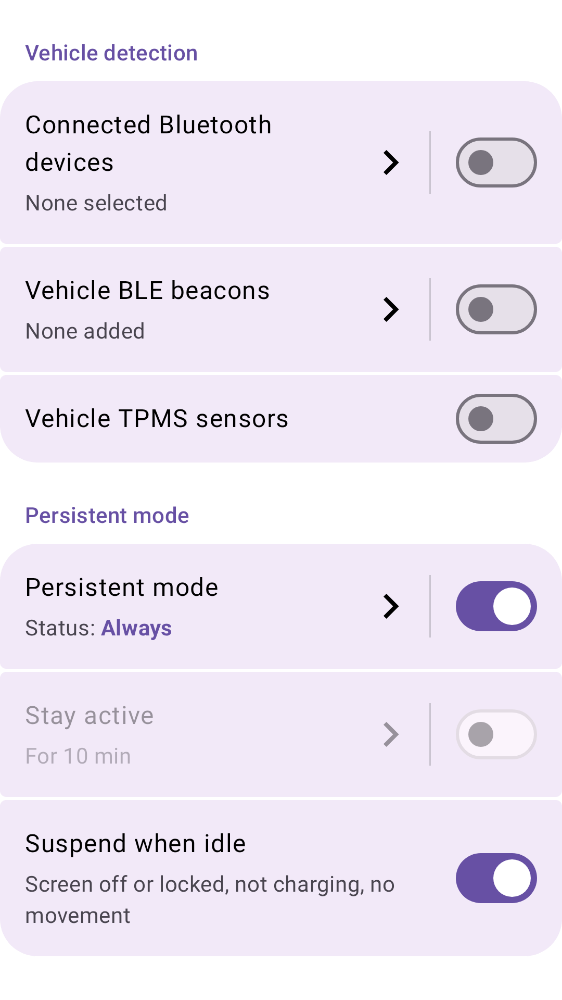 Vehicle detection
Connected Bluetooth
devices
None selected
Vehicle BLE beacons
None added
Vehicle TPMS sensors
Persistent mode
Persistent mode
Status: Always
Stay active
For 10 min
Suspend when idle
Screen off or locked, not charging, no
movement